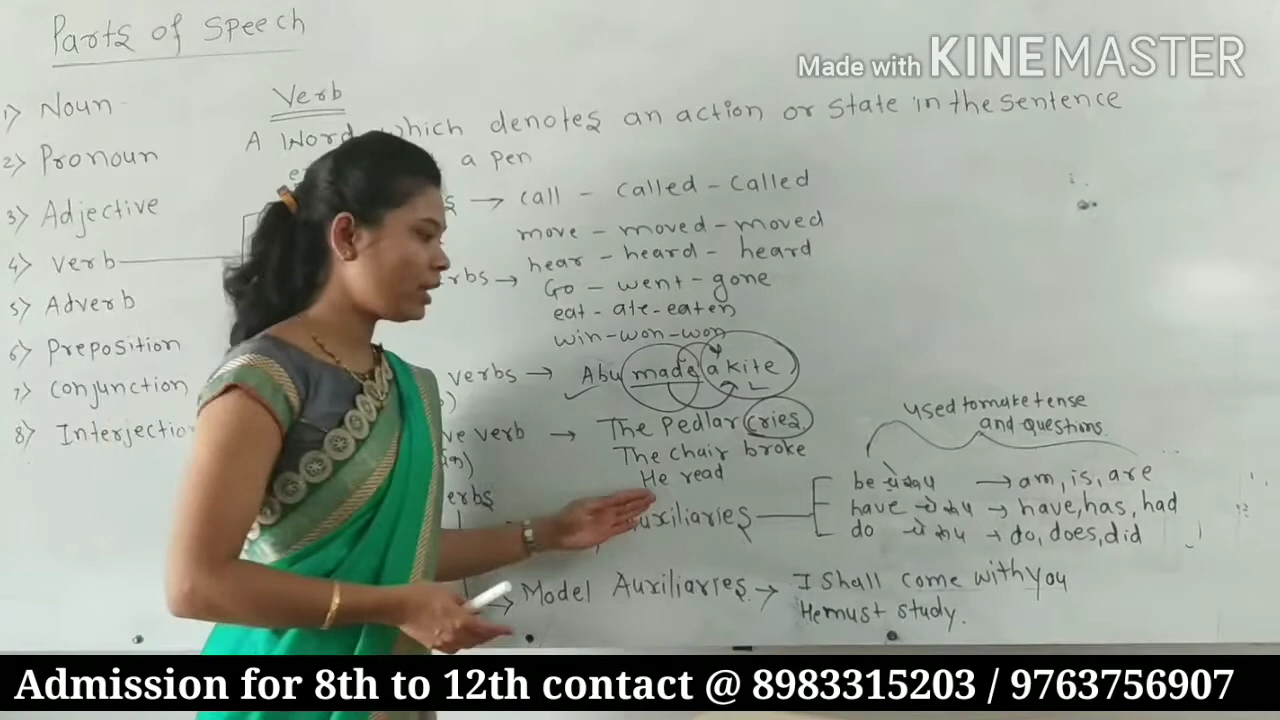 Parts of speech
Made with KINEMASTER
1) Noun
Verb
A Word which denotes an action or state in the sentence
2) Pronoun
a pen
3) Adjective
→ call - called - called
move - moved - moved
4) verb
hear - heard - heard
rbs → Go - went - gone
5) Adverb
eat - ate - eaten
win - won - won
6) Preposition
verbs → Abu made a kite
7) Conjunction
8) Interjectio
ve verb → The Pedlar cries.
used to make tense
and questions.
The chair broke
He read
be चे रूप → am, is, are
erbs
uxiliaries
have चे रूप → have, has, had
do चे रूप → do, does, did
→ Model Auxiliaries. → I shall come with you
He must study.
Admission for 8th to 12th contact @ 8983315203 / 9763756907